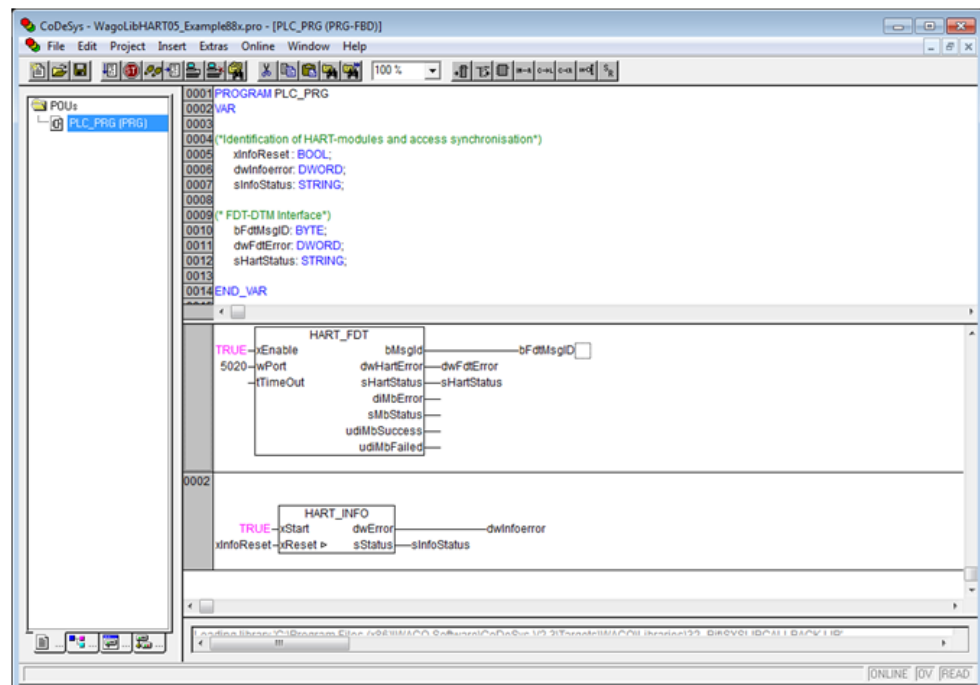 CoDeSys - WagoLibHART05_Example88x.pro - [PLC_PRG (PRG-FBD)]
File Edit Project Insert Extras Online Window Help
100 %
POUs
PLC_PRG (PRG)
0001 PROGRAM PLC_PRG
0002 VAR
0003
0004 (*Identification of HART-modules and access synchronisation*)
0005 xInfoReset : BOOL;
0006 dwInfoerror: DWORD;
0007 sInfoStatus: STRING;
0008
0009 (* FDT-DTM Interface*)
0010 bFdtMsgID: BYTE;
0011 dwFdtError: DWORD;
0012 sHartStatus: STRING;
0013
0014 END_VAR
HART_FDT
TRUE xEnable bMsgId bFdtMsgID
5020 wPort dwHartError dwFdtError
tTimeOut sHartStatus sHartStatus
diMbError
sMbStatus
udiMbSuccess
udiMbFailed
0002
HART_INFO
TRUE xStart dwError dwInfoerror
xInfoReset xReset sStatus sInfoStatus
ONLINE OV READ